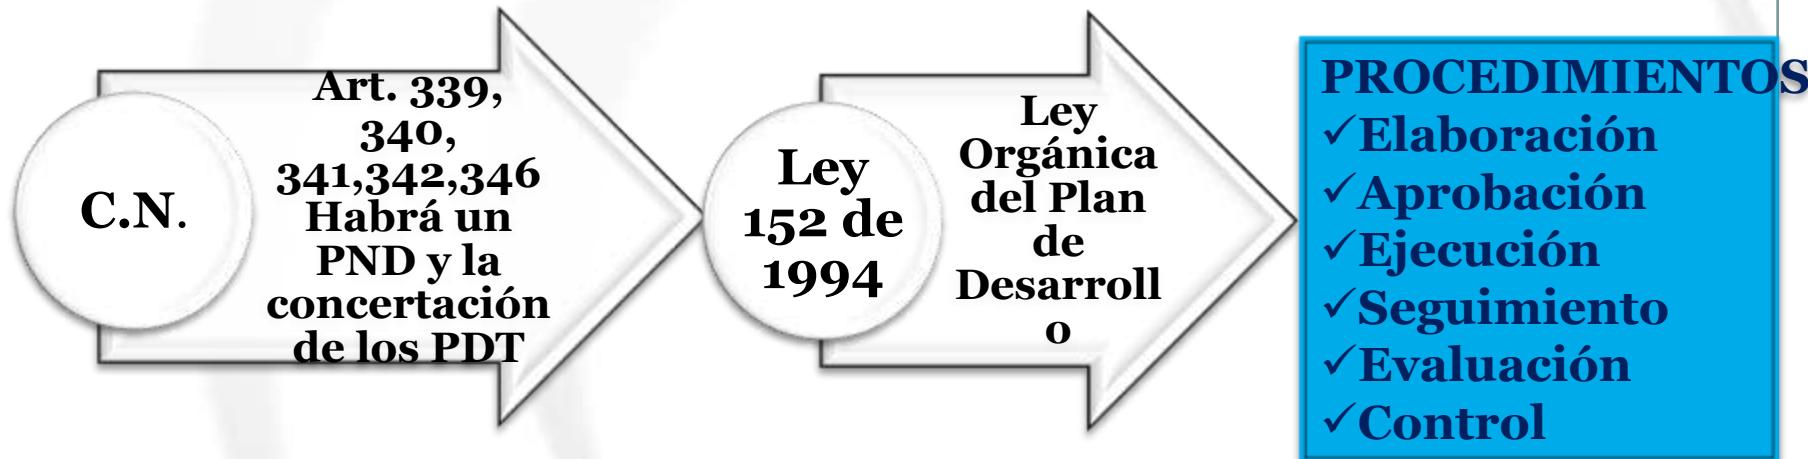 C.N.
Art. 339,
340,
341,342,346
Habrá un
PND y la
concertación
de los PDT
Ley
152 de
1994
Ley
Orgánica
del Plan
de
Desarroll
o
PROCEDIMIENTOS
✓Elaboración
✓Aprobación
✓Ejecución
✓Seguimiento
✓Evaluación
✓Control